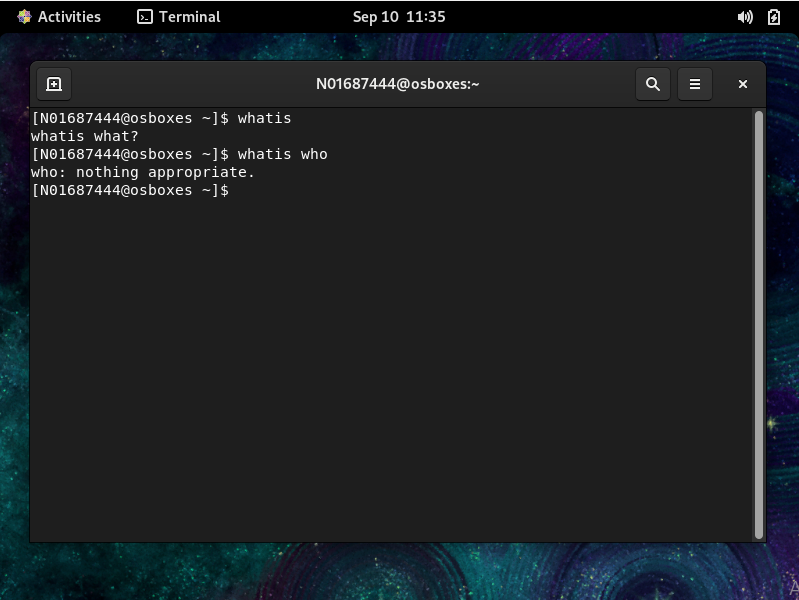 Activities Terminal Sep 10 11:35
N01687444@osboxes:~
[N01687444@osboxes ~]$ whatis
whatis what?
[N01687444@osboxes ~]$ whatis who
who: nothing appropriate.
[N01687444@osboxes ~]$